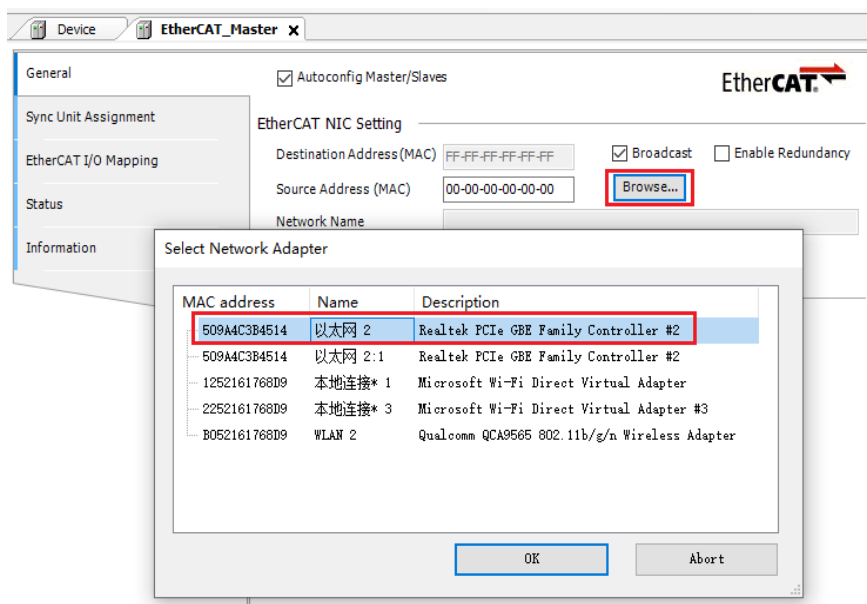 Device EtherCAT_Master X
General
Autoconfig Master/Slaves
EtherCAT.
Sync Unit Assignment
EtherCAT NIC Setting
EtherCAT I/O Mapping
Destination Address(MAC) FF-FF-FF-FF-FF-FF Broadcast Enable Redundancy
Status
Source Address (MAC) 00-00-00-00-00-00 Browse...
Network Name
Information
Select Network Adapter
MAC address Name Description
509A4C3B4514 以太网 2 Realtek PCIe GBE Family Controller #2
509A4C3B4514 以太网 2:1 Realtek PCIe GBE Family Controller #2
1252161768D9 本地连接* 1 Microsoft Wi-Fi Direct Virtual Adapter
2252161768D9 本地连接* 3 Microsoft Wi-Fi Direct Virtual Adapter #3
B052161768D9 WLAN 2 Qualcomm QCA9565 802.11b/g/n Wireless Adapter
OK Abort